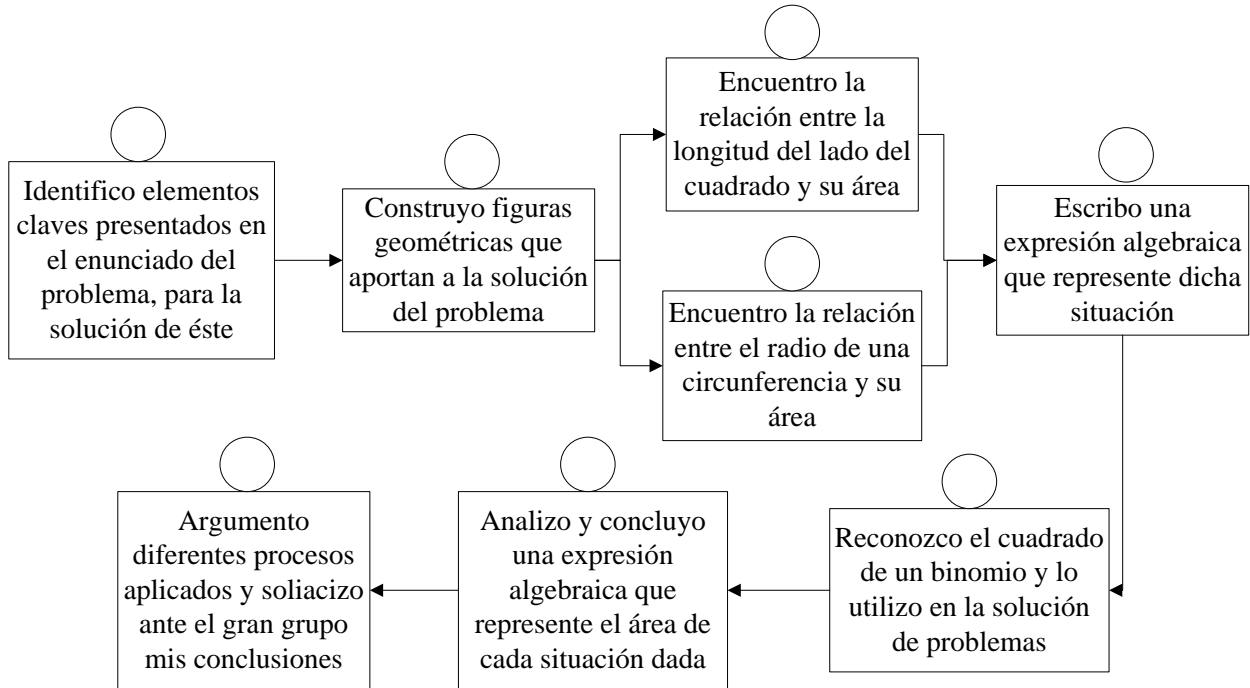 Identifico elementos
claves presentados en
el enunciado del
problema, para la
solución de éste
Construyo figuras
geométricas que
aportan a la solución
del problema
Encuentro la
relación entre la
longitud del lado del
cuadrado y su área
Encuentro la relación
entre el radio de una
circunferencia y su
área
Escribo una
expresión algebraica
que represente dicha
situación
Reconozco el cuadrado
de un binomio y lo
utilizo en la solución
de problemas
Analizo y concluyo
una expresión
algebraica que
represente el área de
cada situación dada
Argumento
diferentes procesos
aplicados y soliacizo
ante el gran grupo
mis conclusiones